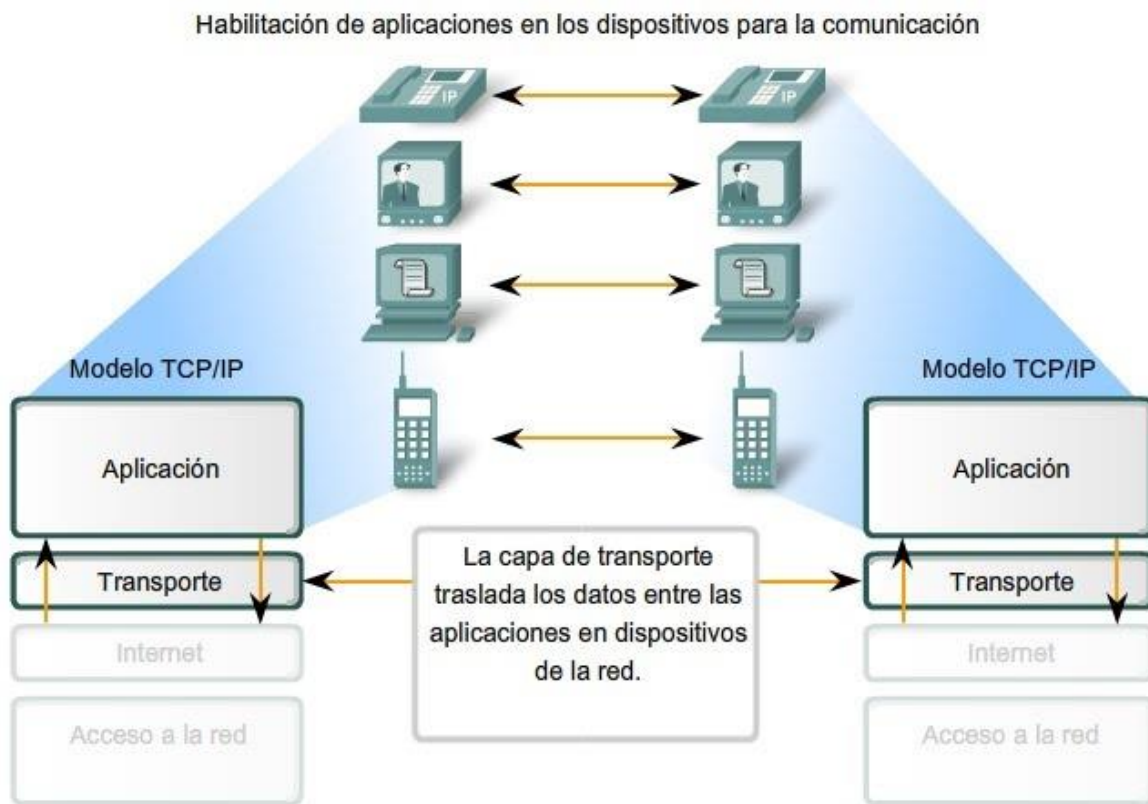 Habilitación de aplicaciones en los dispositivos para la comunicación
IP
IP
Modelo TCP/IP
Modelo TCP/IP
Aplicación
Aplicación
La capa de transporte
traslada los datos entre las
aplicaciones en dispositivos
de la red.
Transporte
Transporte
Internet
Internet
Acceso a la red
Acceso a la red